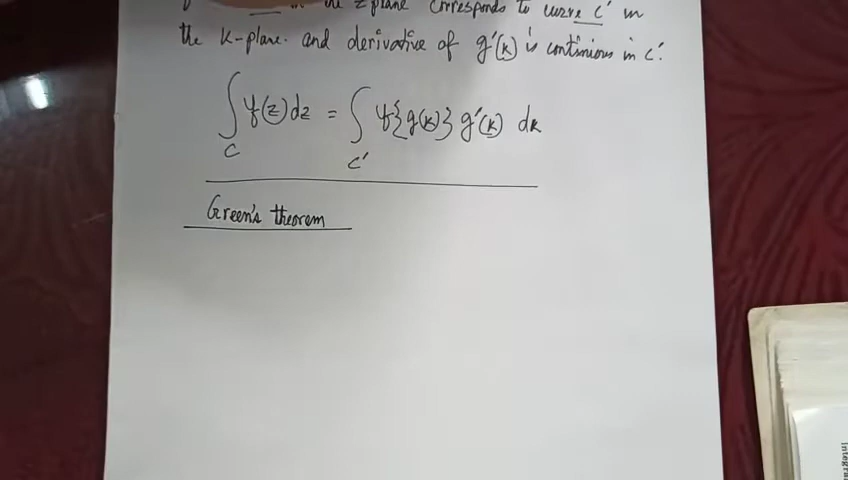 in the z plane corresponds to curve C' in
the k-plane. and derivative of g'(k) is continious in c'.
∫_C f(z) dz = ∫_C' f{g(k)} g'(k) dk
Green's theorem